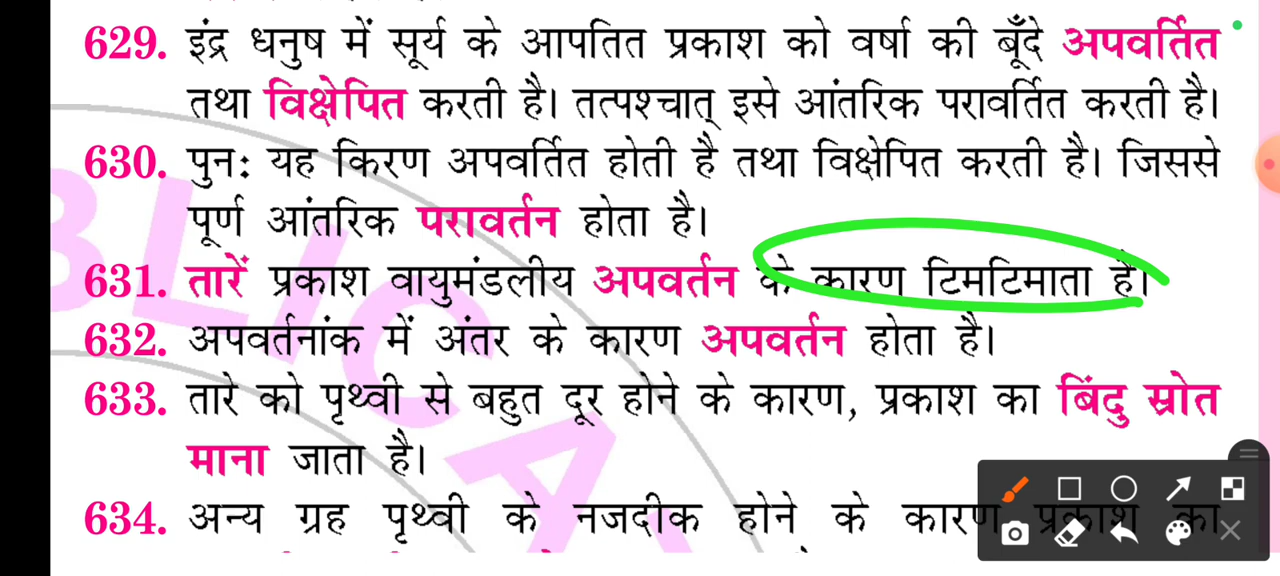 629. इंद्र धनुष में सूर्य के आपतित प्रकाश को वर्षा की बूँदे अपवर्तित
तथा विक्षेपित करती है। तत्पश्चात् इसे आंतरिक परावर्तित करती है।
630. पुनः यह किरण अपवर्तित होती है तथा विक्षेपित करती है। जिससे
पूर्ण आंतरिक परावर्तन होता है।
631. तारें प्रकाश वायुमंडलीय अपवर्तन के कारण टिमटिमाता है।
632. अपवर्तनांक में अंतर के कारण अपवर्तन होता है।
633. तारे को पृथ्वी से बहुत दूर होने के कारण, प्रकाश का बिंदु स्रोत
माना जाता है।
634. अन्य ग्रह पृथ्वी के नजदीक होने के कारण प्रकाश का
BLICA